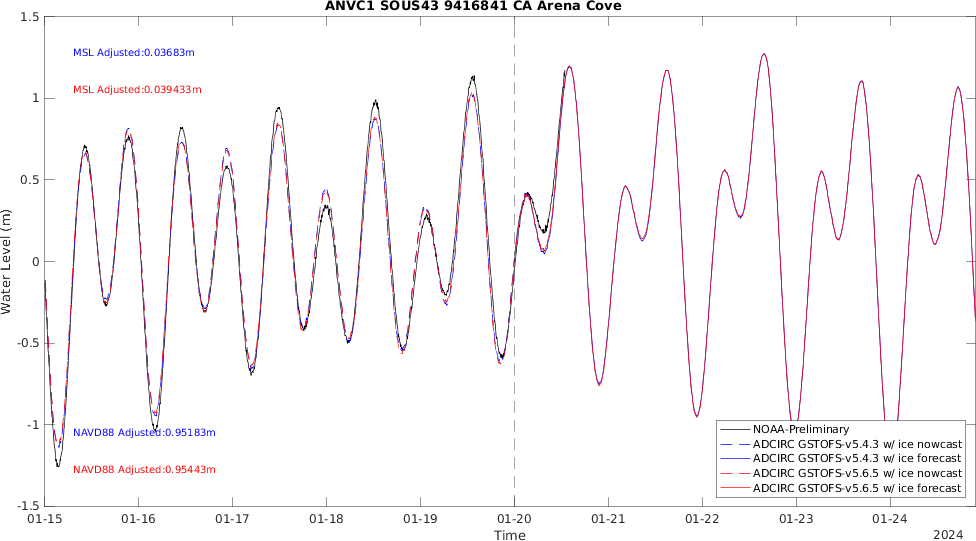 ANVC1 SOUS43 9416841 CA Arena Cove
MSL Adjusted:0.03683m
MSL Adjusted:0.039433m
NAVD88 Adjusted:0.95183m
NAVD88 Adjusted:0.95443m
Water Level (m)
1.5
1
0.5
0
-0.5
-1
-1.5
NOAA-Preliminary
ADCIRC GSTOFS-v5.4.3 w/ ice nowcast
ADCIRC GSTOFS-v5.4.3 w/ ice forecast
ADCIRC GSTOFS-v5.6.5 w/ ice nowcast
ADCIRC GSTOFS-v5.6.5 w/ ice forecast
01-15 01-16 01-17 01-18 01-19 01-20 01-21 01-22 01-23 01-24
Time
2024